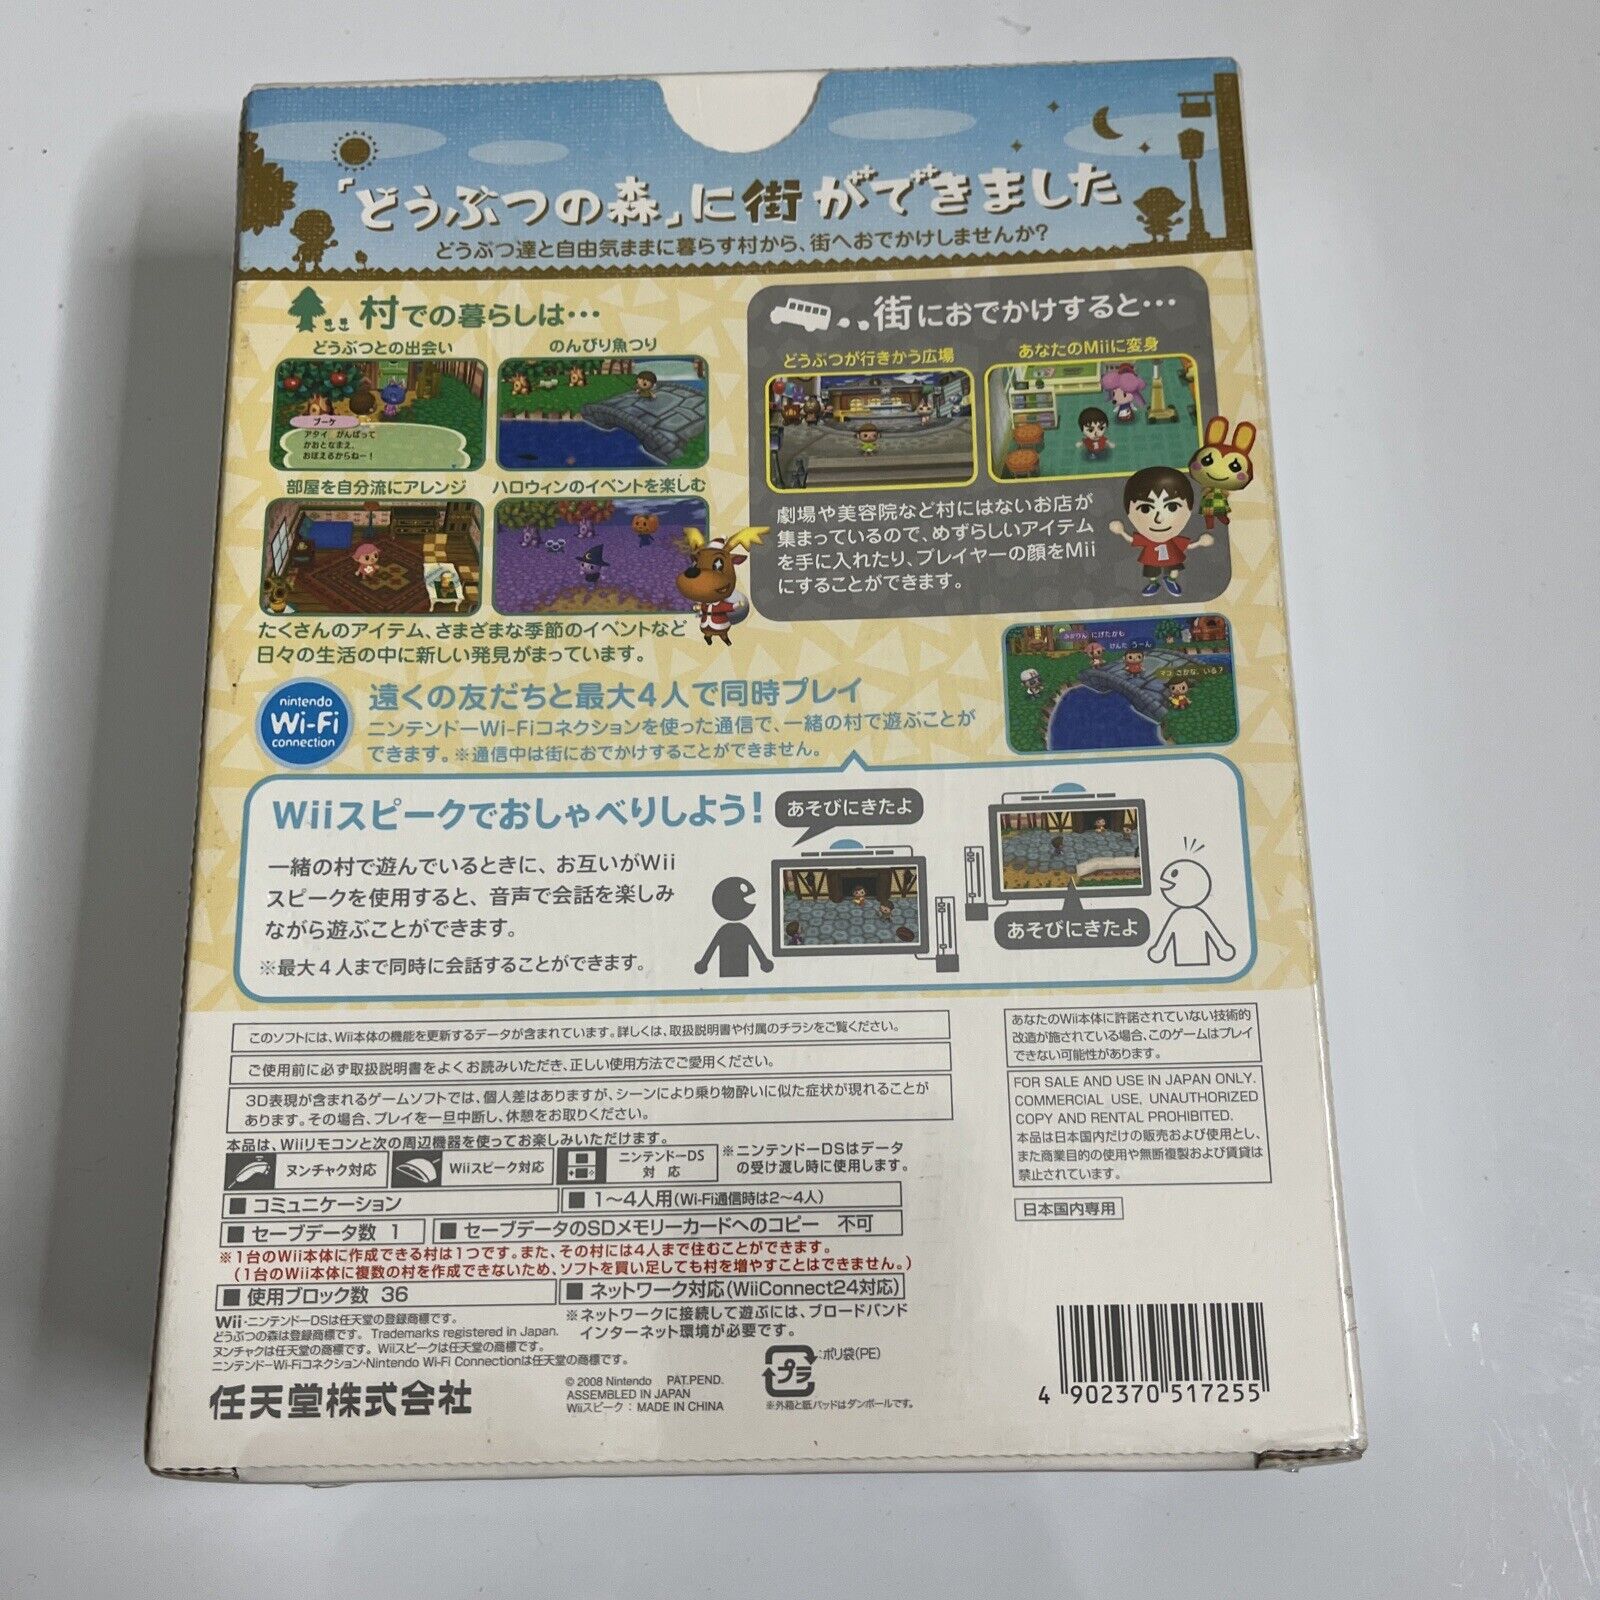 「どうぶつの森」に街ができました
どうぶつ達と自由気ままに暮らす村から、街へおでかけしませんか?
村での暮らしは…
どうぶつとの出会い
のんびり魚つり
ブーケ
アタイ がんばって
かおとなまえ、
おぼえるからねー!
部屋を自分流にアレンジ
ハロウィンのイベントを楽しむ
たくさんのアイテム、さまざまな季節のイベントなど
日々の生活の中に新しい発見がまっています。
街におでかけすると…
どうぶつが行きかう広場
あなたのMiiに変身
劇場や美容院など村にはないお店が
集まっているので、めずらしいアイテム
を手に入れたり、プレイヤーの顔をMii
にすることができます。
nintendo
Wi-Fi
connection
遠くの友だちと最大4人で同時プレイ
ニンテンドーWi-Fiコネクションを使った通信で、一緒の村で遊ぶことが
できます。※通信中は街におでかけすることができません。
みかりん にげたかも
けんた うーん
マコ さかな、いる?
Wiiスピークでおしゃべりしよう!
一緒の村で遊んでいるときに、お互いがWii
スピークを使用すると、音声で会話を楽しみ
ながら遊ぶことができます。
※最大4人まで同時に会話することができます。
あそびにきたよ
あそびにきたよ
このソフトには、Wii本体の機能を更新するデータが含まれています。詳しくは、取扱説明書や付属のチラシをご覧ください。
ご使用前に必ず取扱説明書をよくお読みいただき、正しい使用方法でご愛用ください。
3D表現が含まれるゲームソフトでは、個人差はありますが、シーンにより乗り物酔いに似た症状が現れることが
あります。その場合、プレイを一旦中断し、休憩をお取りください。
本品は、Wiiリモコンと次の周辺機器を使ってお楽しみいただけます。
ヌンチャク対応
Wiiスピーク対応
ニンテンドーDS
対 応
※ニンテンドーDSはデータ
の受け渡し時に使用します。
■ コミュニケーション
■ 1〜4人用(Wi-Fi通信時は2〜4人)
■ セーブデータ数 1
■ セーブデータのSDメモリーカードへのコピー 不可
※1台のWii本体に作成できる村は1つです。また、その村には4人まで住むことができます。
(1台のWii本体に複数の村を作成できないため、ソフトを買い足しても村を増やすことはできません。)
■ 使用ブロック数 36
■ ネットワーク対応(WiiConnect24対応)
※ネットワークに接続して遊ぶには、ブロードバンド
インターネット環境が必要です。
Wii・ニンテンドーDSは任天堂の登録商標です。
どうぶつの森は登録商標です。 Trademarks registered in Japan.
ヌンチャクは任天堂の商標です。Wiiスピークは任天堂の商標です。
ニンテンドーWi-Fiコネクション・Nintendo Wi-Fi Connectionは任天堂の商標です。
任天堂株式会社
© 2008 Nintendo PAT.PEND.
ASSEMBLED IN JAPAN
Wiiスピーク : MADE IN CHINA
プラ
:ポリ袋(PE)
※外箱と紙パッドはダンボールです。
あなたのWii本体に許諾されていない技術的
改造が施されている場合、このゲームはプレイ
できない可能性があります。
FOR SALE AND USE IN JAPAN ONLY.
COMMERCIAL USE, UNAUTHORIZED
COPY AND RENTAL PROHIBITED.
本品は日本国内だけの販売および使用とし、
また商業目的の使用や無断複製および賃貸は
禁止されています。
日本国内専用
4 902370 517255